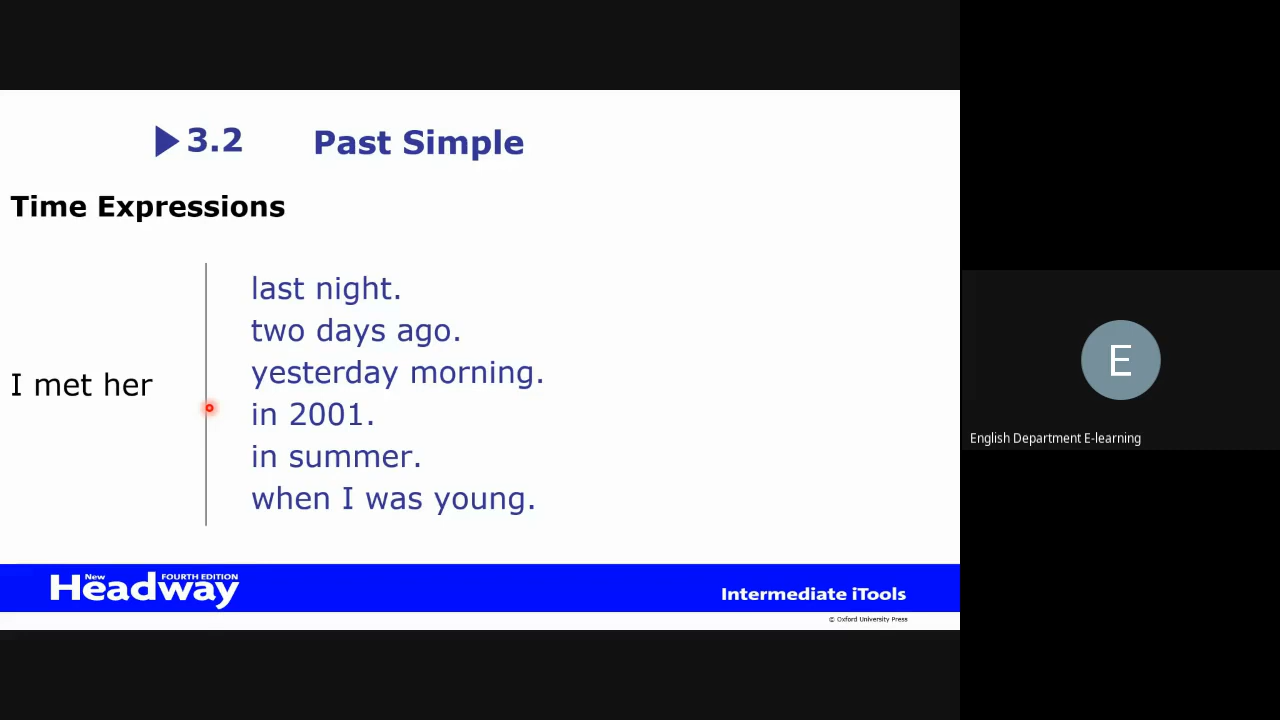 3.2 Past Simple
Time Expressions
last night.
two days ago.
yesterday morning.
I met her
in 2001.
in summer.
when I was young.
New Headway FOURTH EDITION
Intermediate iTools
© Oxford University Press
E
English Department E-learning